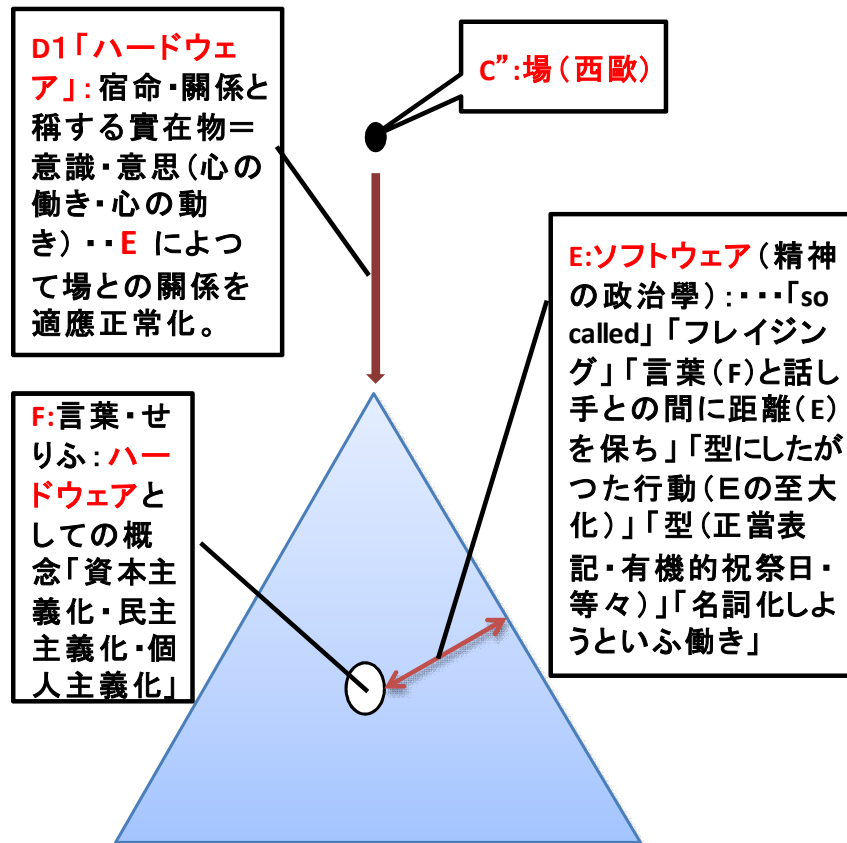 D1「ハードウェ
ア」：宿命・關係と
稱する實在物＝
意識・意思（心の
働き・心の動
き）・・E によつ
て場との關係を
適應正常化。
C”:場（西歐）
E:ソフトウェア（精神
の政治學）：・・・「so
called」「フレイジン
グ」「言葉（F）と話し
手との間に距離（E）
を保ち」「型にしたが
つた行動（Ｅの至大
化）」「型（正當表
記・有機的祝祭日・
等々）」「名詞化しよ
うといふ働き」
F:言葉・せ
りふ：ハー
ドウェアと
しての概
念「資本主
義化・民主
主義化・個
人主義化」